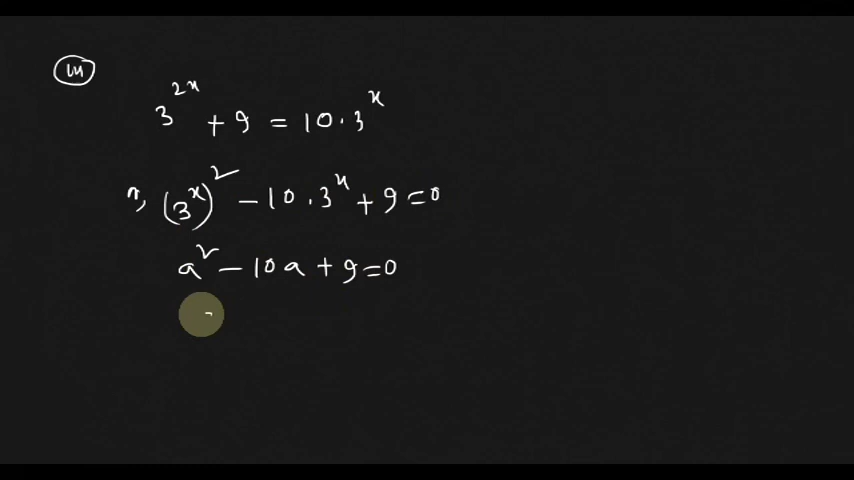 (iii)
3^{2x} + 9 = 10 . 3^x
(3^x)^2 - 10 . 3^x + 9 = 0
a^2 - 10a + 9 = 0